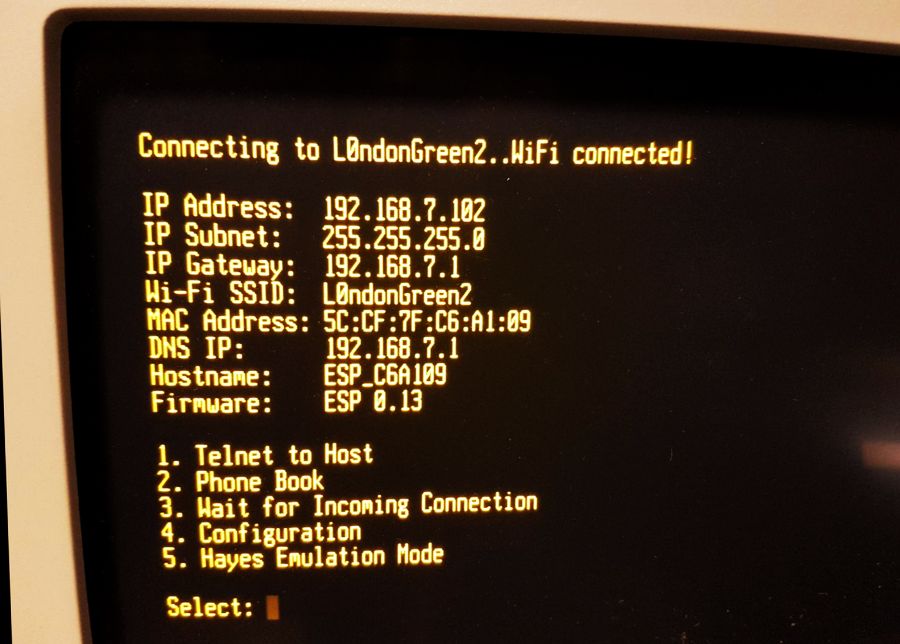 Connecting to L0ndonGreen2..WiFi connected!
IP Address: 192.168.7.102
IP Subnet: 255.255.255.0
IP Gateway: 192.168.7.1
Wi-Fi SSID: L0ndonGreen2
MAC Address: 5C:CF:7F:C6:A1:09
DNS IP: 192.168.7.1
Hostname: ESP_C6A109
Firmware: ESP 0.13
1. Telnet to Host
2. Phone Book
3. Wait for Incoming Connection
4. Configuration
5. Hayes Emulation Mode
Select: